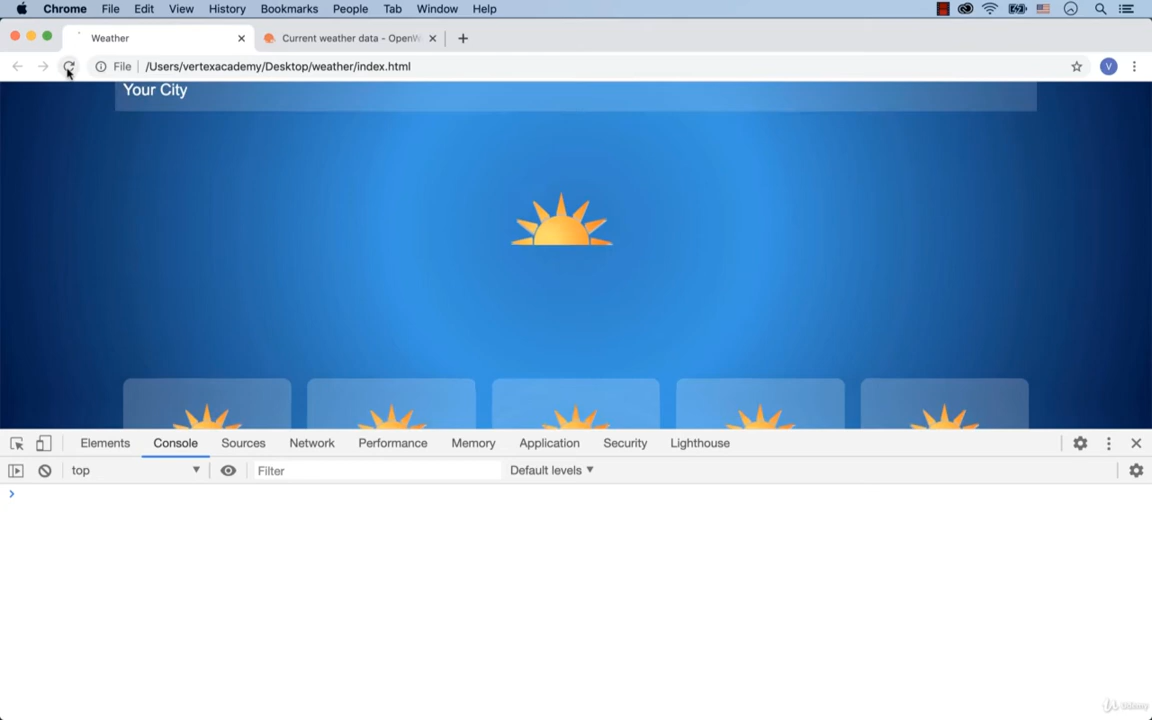 Chrome File Edit View History Bookmarks People Tab Window Help
Weather
Current weather data - OpenW
File /Users/vertexacademy/Desktop/weather/index.html
V
Your City
Elements Console Sources Network Performance Memory Application Security Lighthouse
top Filter Default levels
Udemy